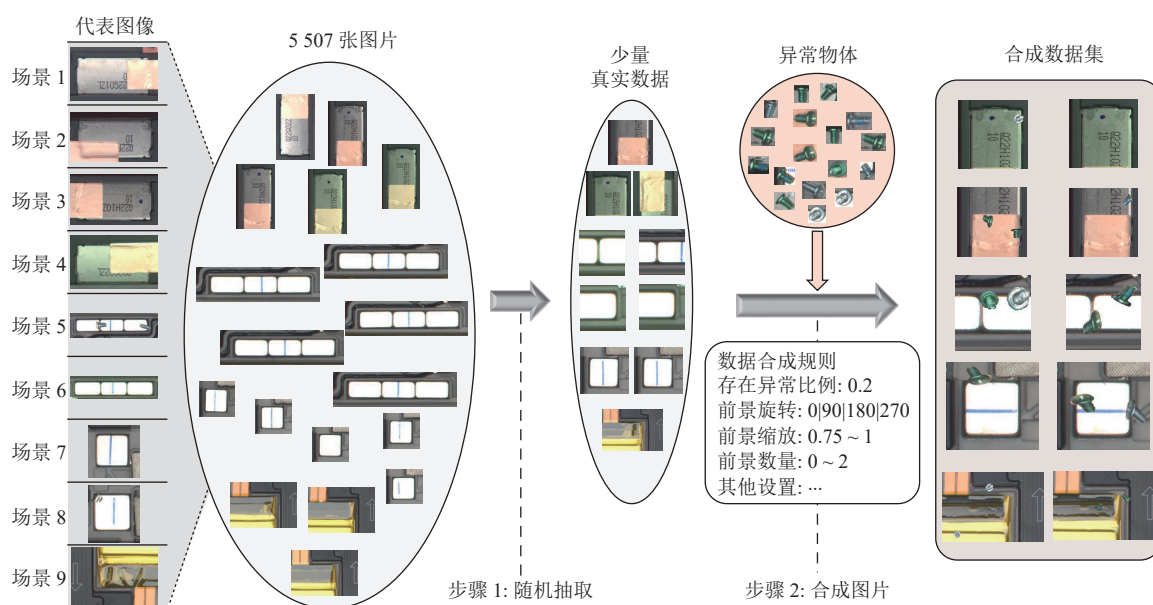 代表图像
5 507 张图片
少量
真实数据
异常物体
合成数据集
场景 1
场景 2
场景 3
场景 4
场景 5
场景 6
场景 7
场景 8
场景 9
数据合成规则
存在异常比例: 0.2
前景旋转: 0|90|180|270
前景缩放: 0.75 ~ 1
前景数量: 0 ~ 2
其他设置: ···
步骤 1: 随机抽取
步骤 2: 合成图片